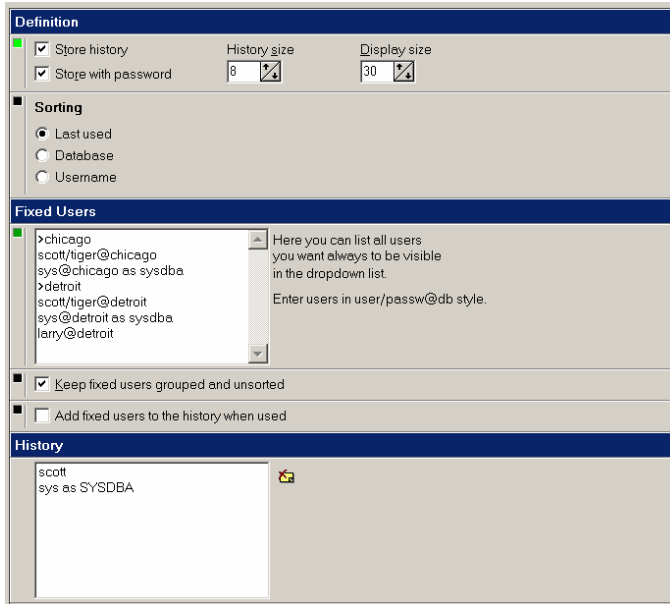 Definition
Store history
History size
Display size
Store with password
8
30
Sorting
Last used
Database
Username
Fixed Users
>chicago
scott/tiger@chicago
sys@chicago as sysdba
>detroit
scott/tiger@detroit
sys@detroit as sysdba
larry@detroit
Here you can list all users
you want always to be visible
in the dropdown list.
Enter users in user/passw@db style.
Keep fixed users grouped and unsorted
Add fixed users to the history when used
History
scott
sys as SYSDBA